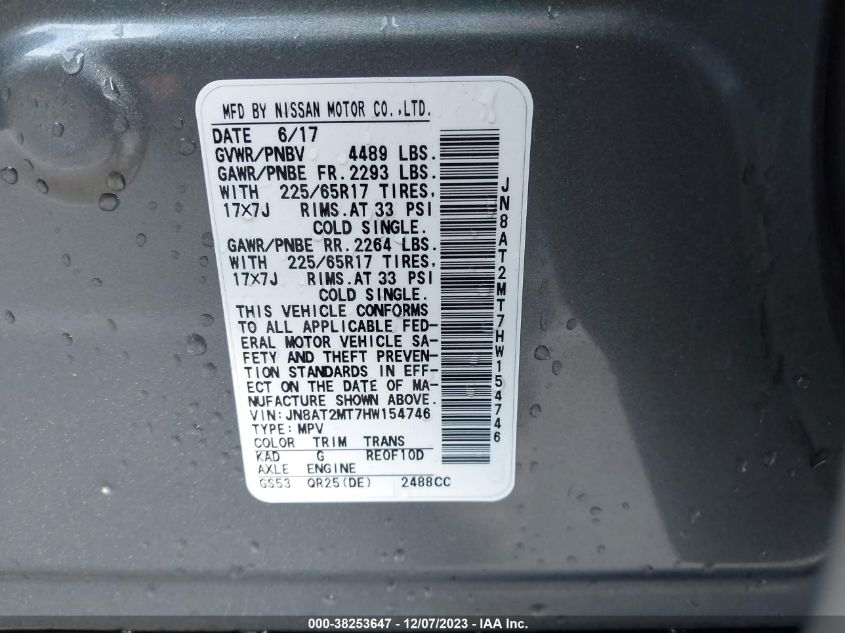 MFD BY NISSAN MOTOR CO.,LTD.
DATE 6/17
GVWR/PNBV 4489 LBS.
GAWR/PNBE FR. 2293 LBS.
WITH 225/65R17 TIRES,
17X7J RIMS.AT 33 PSI
COLD SINGLE.
GAWR/PNBE RR. 2264 LBS.
WITH 225/65R17 TIRES,
17X7J RIMS.AT 33 PSI
COLD SINGLE.
THIS VEHICLE CONFORMS
TO ALL APPLICABLE FED-
ERAL MOTOR VEHICLE SA-
FETY AND THEFT PREVEN-
TION STANDARDS IN EFF-
ECT ON THE DATE OF MA-
NUFACTURE SHOWN ABOVE.
VIN: JN8AT2MT7HW154746
TYPE: MPV
COLOR TRIM TRANS
KAD G RE0F10D
AXLE ENGINE
GS53 QR25(DE) 2488CC
JN8AT2MT7HW154746
000-38253647 - 12/07/2023 - IAA Inc.